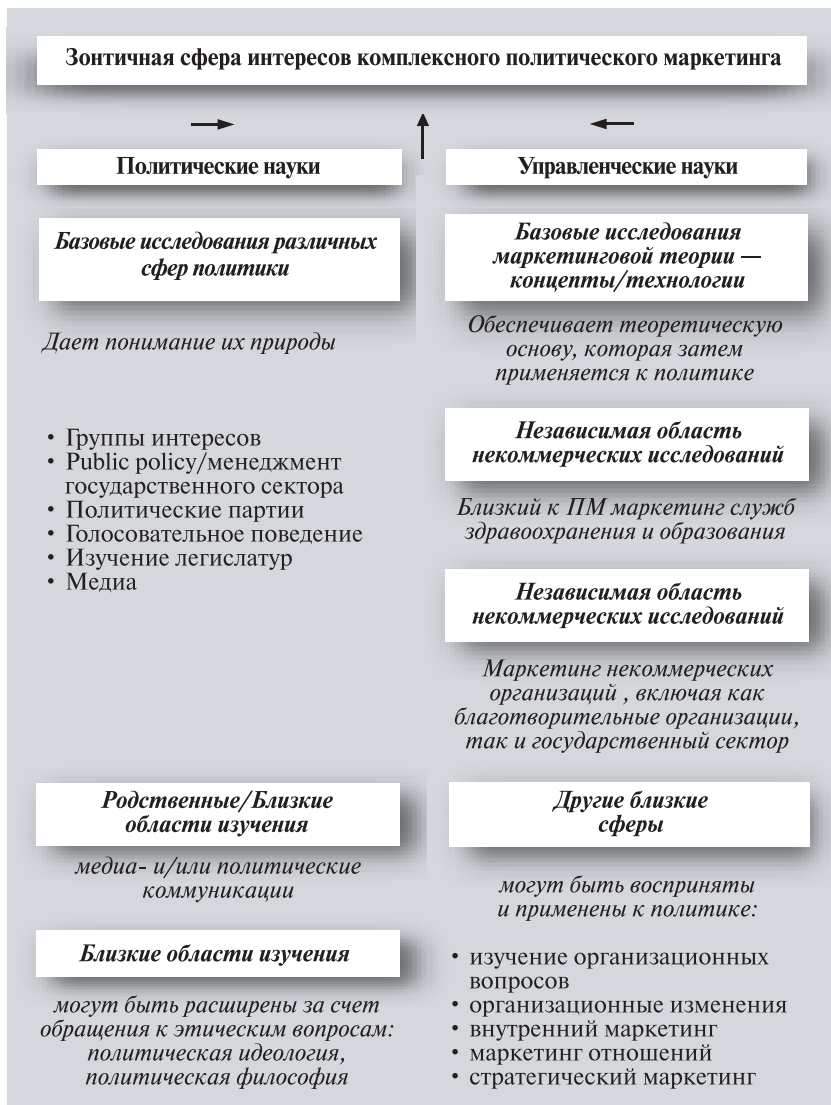 Зонтичная сфера интересов комплексного политического маркетинга
Политические науки
Базовые исследования различных
сфер политики
Дает понимание их природы
• Группы интересов
• Public policy/менеджмент
государственного сектора
• Политические партии
• Голосовательное поведение
• Изучение легислатур
• Медиа
Родственные/Близкие
области изучения
медиа- и/или политические
коммуникации
Близкие области изучения
могут быть расширены за счет
обращения к этическим вопросам:
политическая идеология,
политическая философия
Управленческие науки
Базовые исследования
маркетинговой теории —
концепты/технологии
Обеспечивает теоретическую
основу, которая затем
применяется к политике
Независимая область
некоммерческих исследований
Близкий к ПМ маркетинг служб
здравоохранения и образования
Независимая область
некоммерческих исследований
Маркетинг некоммерческих
организаций , включая как
благотворительные организации,
так и государственный сектор
Другие близкие
сферы
могут быть восприняты
и применены к политике:
• изучение организационных
вопросов
• организационные изменения
• внутренний маркетинг
• маркетинг отношений
• стратегический маркетинг